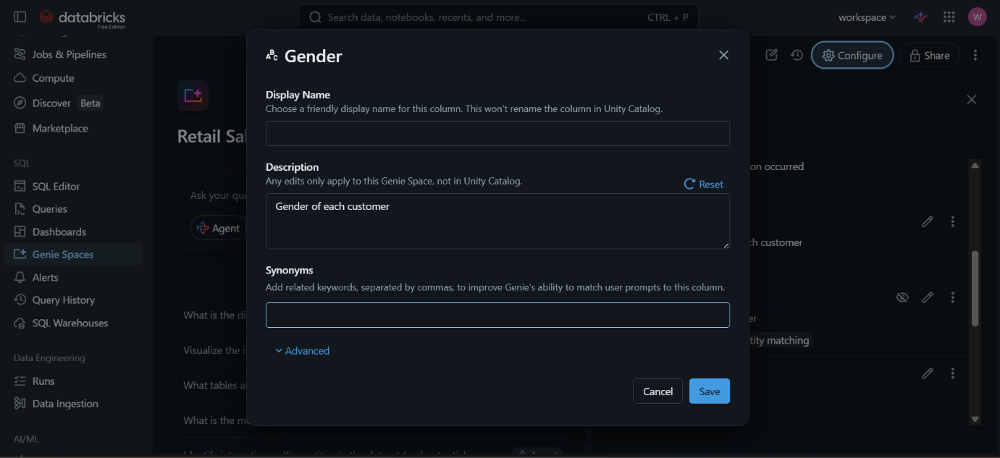 databricks
Free Edition
Search data, notebooks, recents, and more...
CTRL + P
workspace
W
Jobs & Pipelines
Compute
Discover
Beta
Marketplace
SQL
SQL Editor
Queries
Dashboards
Genie Spaces
Alerts
Query History
SQL Warehouses
Data Engineering
Runs
Data Ingestion
AI/ML
Retail Sal
Ask your que
Agent
What is the di
Visualize the i
What tables a
What is the m
Gender
Display Name
Choose a friendly display name for this column. This won't rename the column in Unity Catalog.
Description
Any edits only apply to this Genie Space, not in Unity Catalog.
Reset
Gender of each customer
Synonyms
Add related keywords, separated by commas, to improve Genie's ability to match user prompts to this column.
Advanced
Cancel
Save
Configure
Share
on occurred
ch customer
er
tity matching